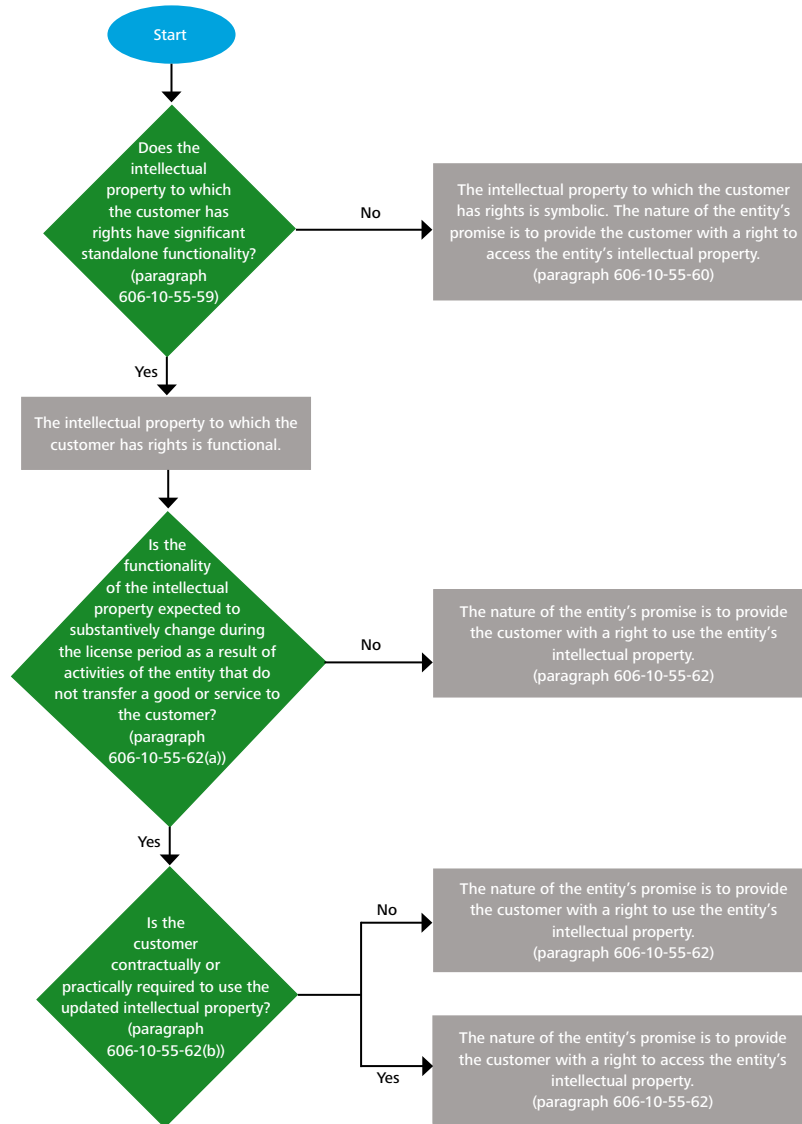 Start
Does the
intellectual
property to which
the customer has
rights have significant
standalone functionality?
(paragraph
606-10-55-59)
No
The intellectual property to which the customer
has rights is symbolic. The nature of the entity's
promise is to provide the customer with a right to
access the entity's intellectual property.
(paragraph 606-10-55-60)
Yes
The intellectual property to which the
customer has rights is functional.
Is the
functionality
of the intellectual
property expected to
substantively change during
the license period as a result of
activities of the entity that do
not transfer a good or service to
the customer?
(paragraph
606-10-55-62(a))
No
The nature of the entity's promise is to provide
the customer with a right to use the entity's
intellectual property.
(paragraph 606-10-55-62)
Yes
Is the
customer
contractually or
practically required to use the
updated intellectual property?
(paragraph
606-10-55-62(b))
No
The nature of the entity's promise is to provide
the customer with a right to use the entity's
intellectual property.
(paragraph 606-10-55-62)
Yes
The nature of the entity's promise is to provide
the customer with a right to access the entity's
intellectual property.
(paragraph 606-10-55-62)